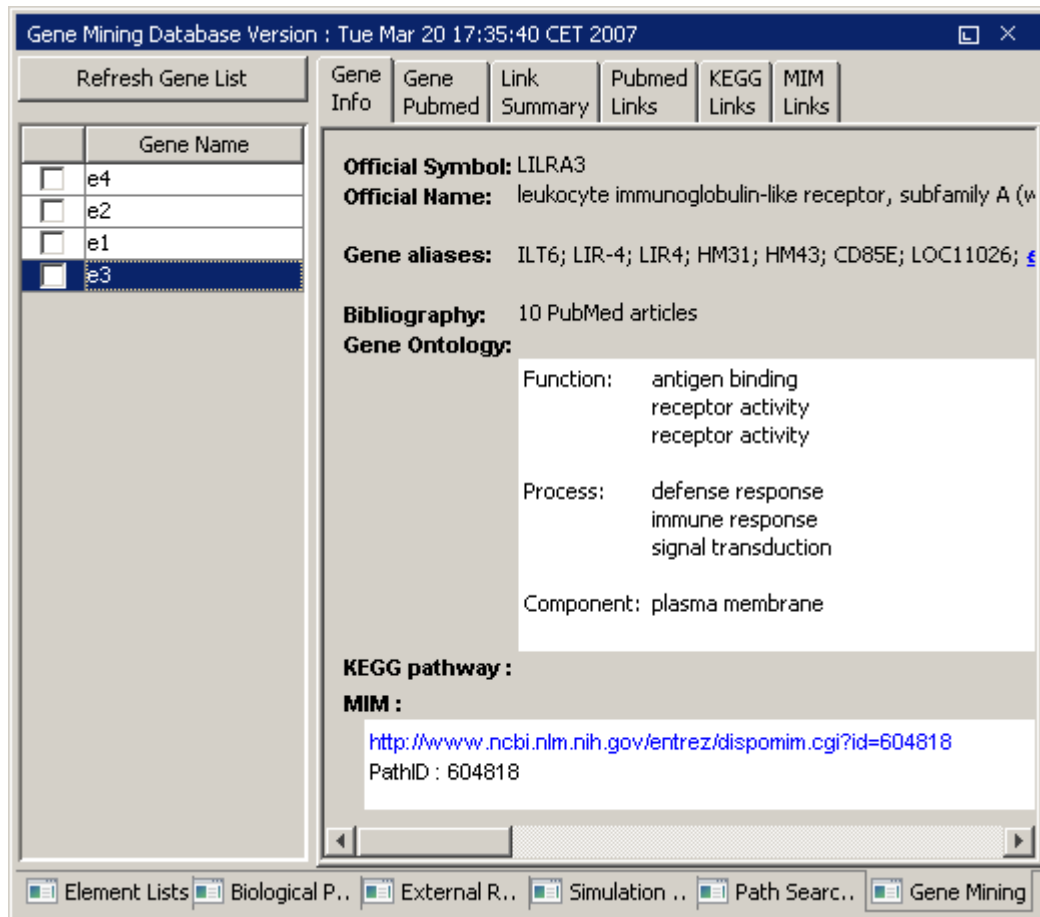 Gene Mining Database Version : Tue Mar 20 17:35:40 CET 2007
Refresh Gene List
Gene Info
Gene Pubmed
Link Summary
Pubmed Links
KEGG Links
MIM Links
Gene Name
e4
e2
e1
e3
Official Symbol: LILRA3
Official Name: leukocyte immunoglobulin-like receptor, subfamily A (w
Gene aliases: ILT6; LIR-4; LIR4; HM31; HM43; CD85E; LOC11026;
Bibliography: 10 PubMed articles
Gene Ontology:
Function: antigen binding
receptor activity
receptor activity
Process: defense response
immune response
signal transduction
Component: plasma membrane
KEGG pathway :
MIM :
http://www.ncbi.nlm.nih.gov/entrez/dispomim.cgi?id=604818
PathID : 604818
Element Lists Biological P.. External R.. Simulation .. Path Searc.. Gene Mining